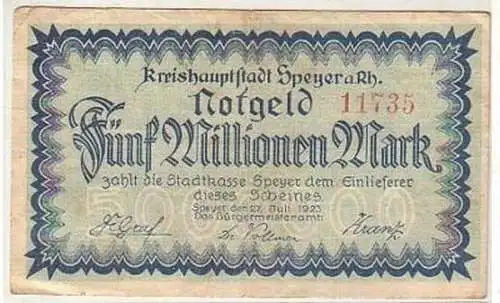 Kreishauptstadt Speyer a Rh.
Notgeld 11735
Fünf Millionen Mark
zahlt die Stadtkasse Speyer dem Einlieferer
dieses Scheines
Speyer, den 27. Juli 1923
Das Bürgermeisteramt: